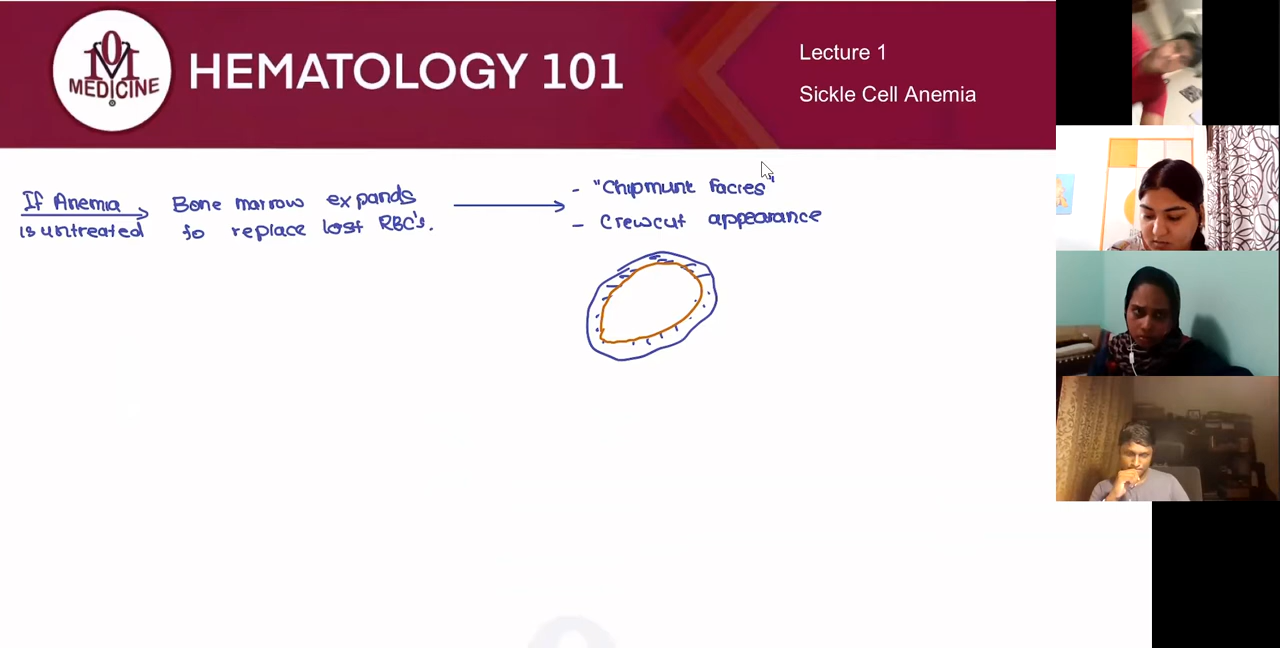 MEDICINE
HEMATOLOGY 101
Lecture 1
Sickle Cell Anemia
If Anemia
is untreated
Bone marrow expands
to replace lost RBC's.
- "Chipmunk Facies"
- Crewcut appearance